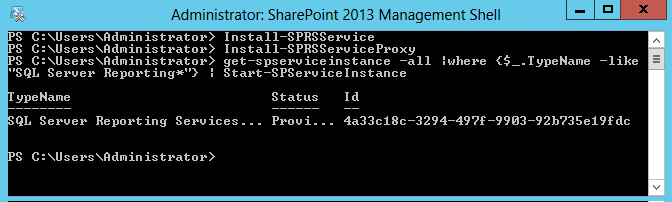 Administrator: SharePoint 2013 Management Shell
PS C:\Users\Administrator> Install-SPRSService
PS C:\Users\Administrator> Install-SPRSServiceProxy
PS C:\Users\Administrator> get-spserviceinstance -all |where {$_.TypeName -like
"SQL Server Reporting*"} | Start-SPServiceInstance
TypeName Status Id
-------- ------ --
SQL Server Reporting Services... Provi... 4a33c18c-3294-497f-9903-92b735e19fdc
PS C:\Users\Administrator>